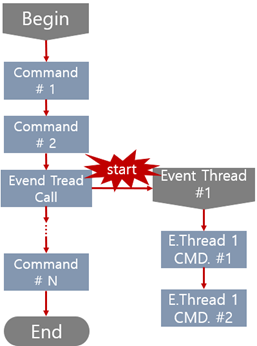 Begin
Command
# 1
Command
# 2
start
Evend Tread
Call
Event Thread
#1
E.Thread 1
CMD. #1
Command
# N
E.Thread 1
CMD. #2
End